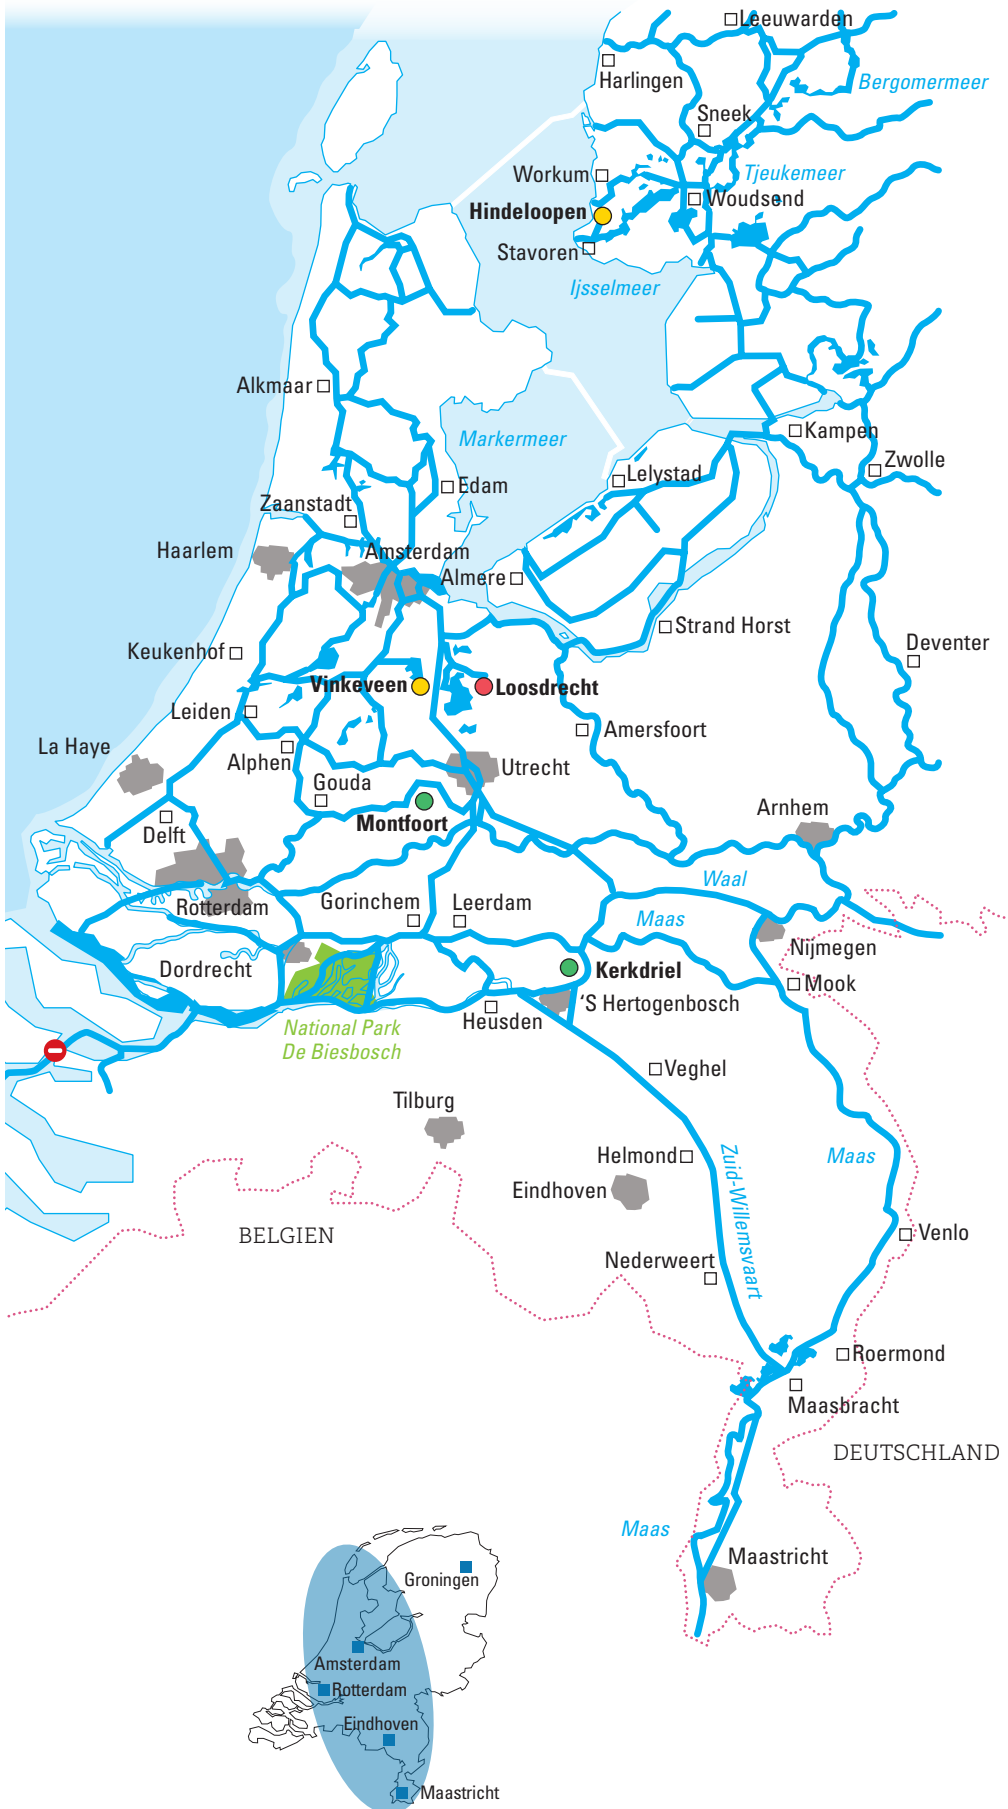 Leeuwarden
Harlingen
Bergomermeer
Sneek
Workum
Tjeukemeer
Woudsend
Hindeloopen
Stavoren
Ijsselmeer
Alkmaar
Markermeer
Kampen
Zwolle
Lelystad
Edam
Zaanstadt
Haarlem
Amsterdam
Almere
Strand Horst
Keukenhof
Deventer
Vinkeveen
Loosdrecht
Leiden
Amersfoort
La Haye
Alphen
Utrecht
Gouda
Arnhem
Montfoort
Delft
Waal
Rotterdam
Gorinchem
Leerdam
Maas
Nijmegen
Dordrecht
Kerkdriel
Mook
'S Hertogenbosch
Heusden
National Park
De Biesbosch
Veghel
Tilburg
Helmond
Maas
Zuid-Willemsvaart
Eindhoven
BELGIEN
Venlo
Nederweert
Roermond
Maasbracht
DEUTSCHLAND
Maas
Maastricht
Groningen
Amsterdam
Rotterdam
Eindhoven
Maastricht